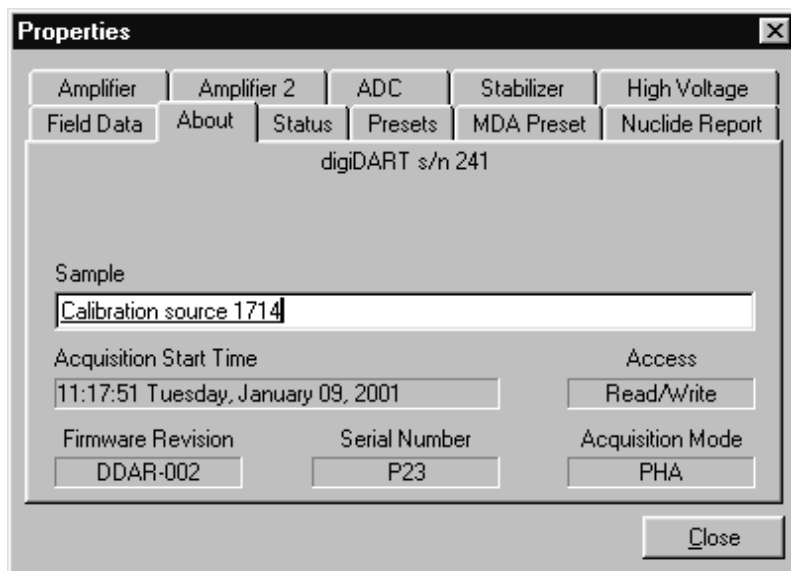 Properties
Amplifier Amplifier 2 ADC Stabilizer High Voltage
Field Data About Status Presets MDA Preset Nuclide Report
digiDART s/n 241
Sample
Calibration source 1714
Acquisition Start Time Access
11:17:51 Tuesday, January 09, 2001 Read/Write
Firmware Revision Serial Number Acquisition Mode
DDAR-002 P23 PHA
Close